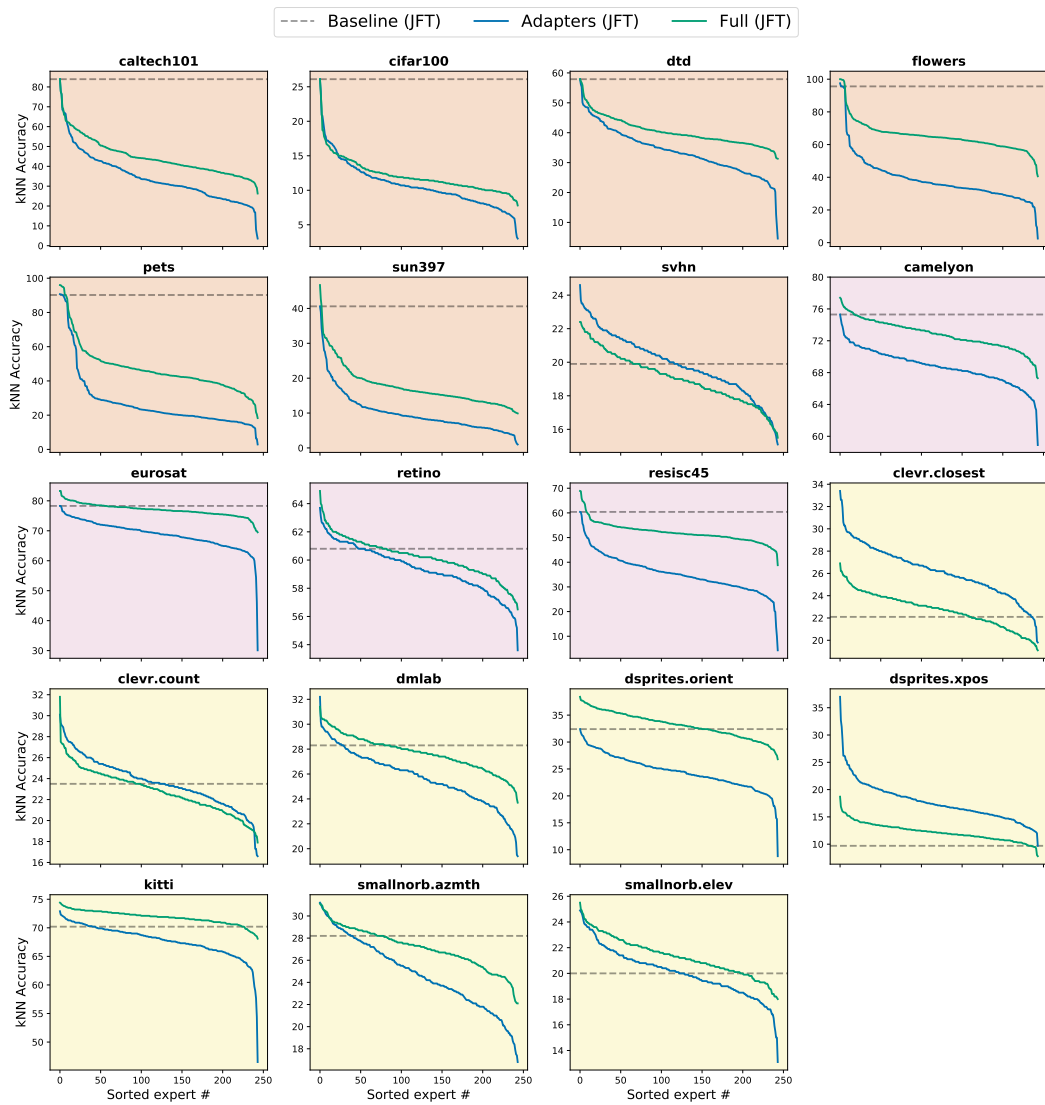 Baseline (JFT) Adapters (JFT) Full (JFT)
caltech101 cifar100 dtd flowers
kNN Accuracy
80 70 60 50 40 30 20 10 0
25 20 15 10 5
60 50 40 30 20 10
100 80 60 40 20 0
pets sun397 svhn camelyon
kNN Accuracy
100 80 60 40 20 0
40 30 20 10 0
24 22 20 18 16
80 76 72 68 64 60
eurosat retino resisc45 clevr.closest
kNN Accuracy
80 70 60 50 40 30
64 62 60 58 56 54
70 60 50 40 30 20 10
34 32 30 28 26 24 22 20
clevr.count dmlab dsprites.orient dsprites.xpos
kNN Accuracy
32 30 28 26 24 22 20 18 16
32 30 28 26 24 22 20
35 30 25 20 15 10
35 30 25 20 15 10
kitti smallnorb.azmth smallnorb.elev
kNN Accuracy
75 70 65 60 55 50
30 28 26 24 22 20 18
26 24 22 20 18 16 14
0 50 100 150 200 250
0 50 100 150 200 250
0 50 100 150 200 250
Sorted expert # Sorted expert # Sorted expert #